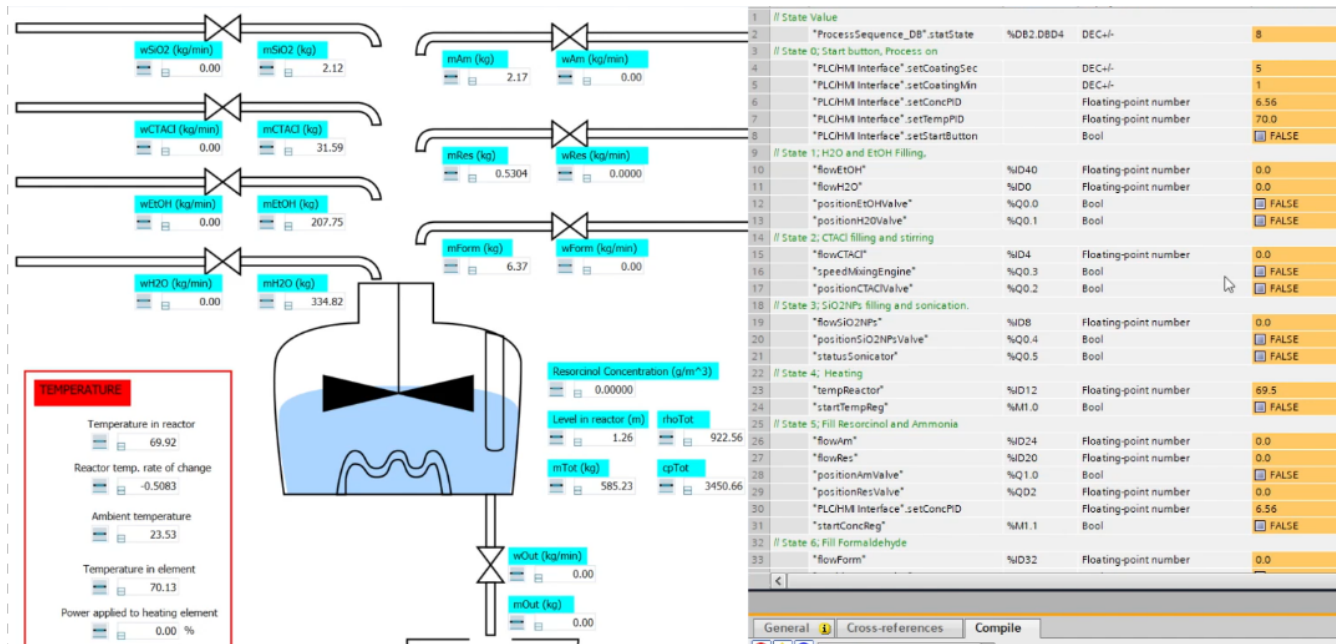 wSiO2 (kg/min) mSiO2 (kg)
0.00 2.12
wCTACl (kg/min) mCTACl (kg)
0.00 31.59
wEtOH (kg/min) mEtOH (kg)
0.00 207.75
wH2O (kg/min) mH2O (kg)
0.00 334.82
mAm (kg) wAm (kg/min)
2.17 0.00
mRes (kg) wRes (kg/min)
0.5304 0.0000
mForm (kg) wForm (kg/min)
6.37 0.00
TEMPERATURE
Temperature in reactor
69.92
Reactor temp. rate of change
-0.5083
Ambient temperature
23.53
Temperature in element
70.13
Power applied to heating element
0.00 %
Resorcinol Concentration (g/m^3)
0.00000
Level in reactor (m) rhoTot
1.26 922.56
mTot (kg) cpTot
585.23 3450.66
wOut (kg/min)
0.00
mOut (kg)
0.00
1 // State Value
2 "ProcessSequence_DB".statState %DB2.DBD4 DEC+/- 8
3 // State 0; Start button, Process on
4 "PLC/HMI Interface".setCoatingSec DEC+/- 5
5 "PLC/HMI Interface".setCoatingMin DEC+/- 1
6 "PLC/HMI Interface".setConcPID Floating-point number 6.56
7 "PLC/HMI Interface".setTempPID Floating-point number 70.0
8 "PLC/HMI Interface".setStartButton Bool FALSE
9 // State 1; H2O and EtOH Filling,
10 "flowEtOH" %ID40 Floating-point number 0.0
11 "flowH2O" %ID0 Floating-point number 0.0
12 "positionEtOHValve" %Q0.0 Bool FALSE
13 "positionH20Valve" %Q0.1 Bool FALSE
14 // State 2; CTACl filling and stirring
15 "flowCTACl" %ID4 Floating-point number 0.0
16 "speedMixingEngine" %Q0.3 Bool FALSE
17 "positionCTAClValve" %Q0.2 Bool FALSE
18 // State 3; SiO2NPs filling and sonication.
19 "flowSiO2NPs" %ID8 Floating-point number 0.0
20 "positionSiO2NPsValve" %Q0.4 Bool FALSE
21 "statusSonicator" %Q0.5 Bool FALSE
22 // State 4; Heating
23 "tempReactor" %ID12 Floating-point number 69.5
24 "startTempReg" %M1.0 Bool FALSE
25 // State 5; Fill Resorcinol and Ammonia
26 "flowAm" %ID24 Floating-point number 0.0
27 "flowRes" %ID20 Floating-point number 0.0
28 "positionAmValve" %Q1.0 Bool FALSE
29 "positionResValve" %QD2 Floating-point number 0.0
30 "PLC/HMI Interface".setConcPID Floating-point number 6.56
31 "startConcReg" %M1.1 Bool FALSE
32 // State 6; Fill Formaldehyde
33 "flowForm" %ID32 Floating-point number 0.0
General Cross-references Compile